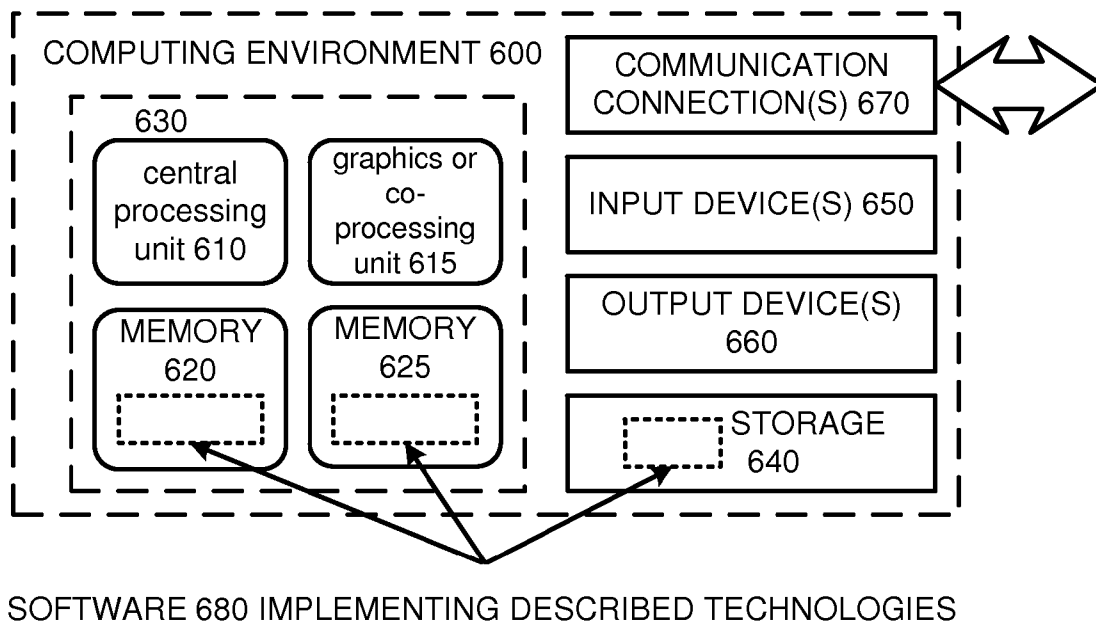 COMPUTING ENVIRONMENT 600
630
central
processing
unit 610
graphics or
co-
processing
unit 615
MEMORY
620
MEMORY
625
COMMUNICATION
CONNECTION(S) 670
INPUT DEVICE(S) 650
OUTPUT DEVICE(S)
660
STORAGE
640
SOFTWARE 680 IMPLEMENTING DESCRIBED TECHNOLOGIES